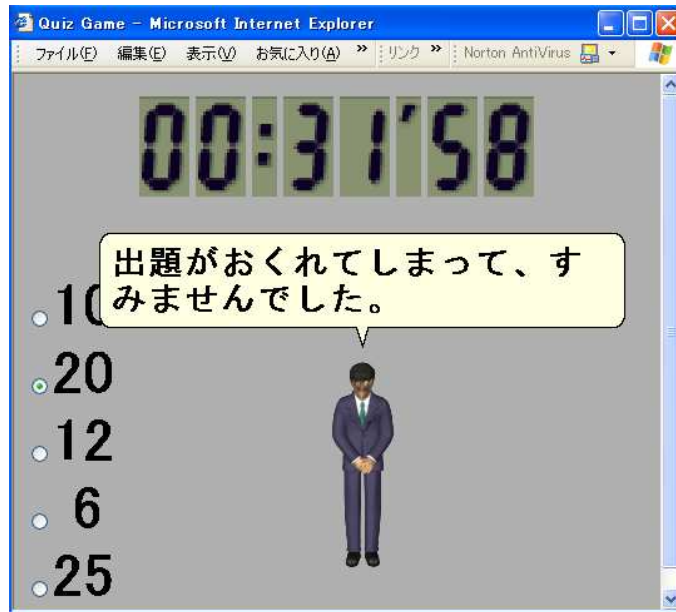 Quiz Game - Microsoft Internet Explorer
ファイル(F) 編集(E) 表示(V) お気に入り(A) » リンク » Norton AntiVirus
00:31'58
出題がおくれてしまって、す
みませんでした。
10
20
12
6
25